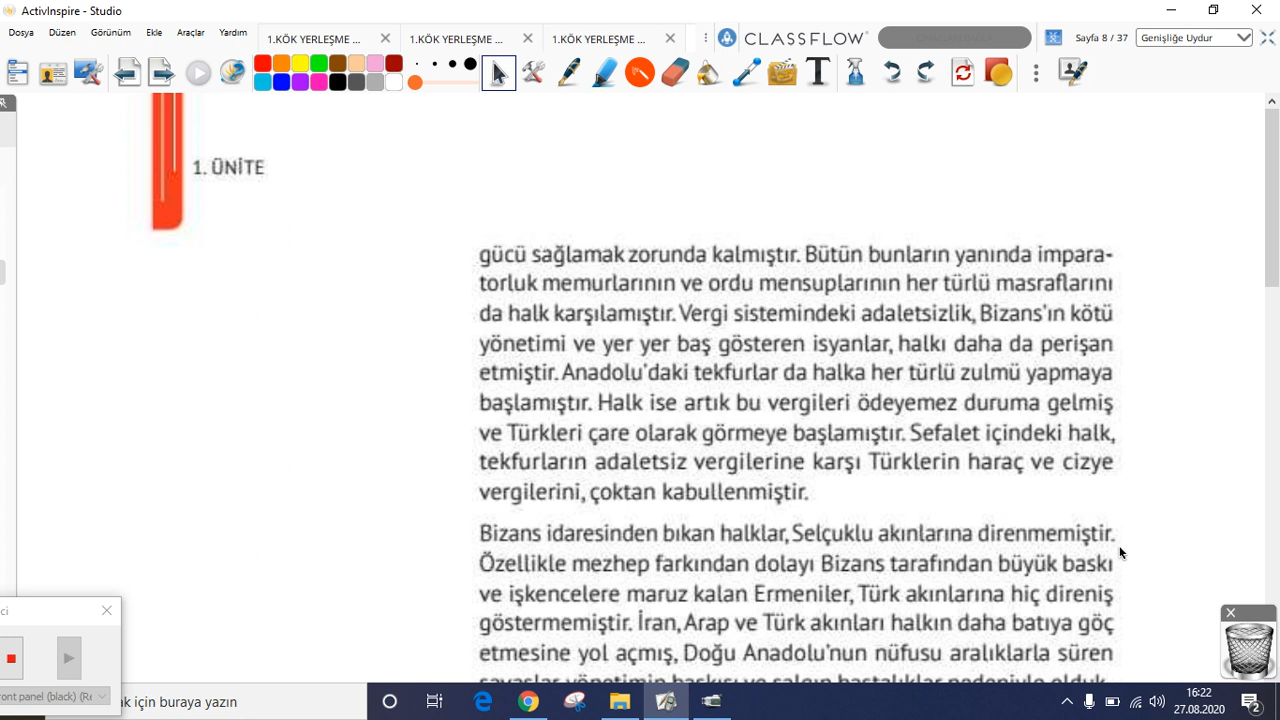 ActivInspire - Studio
Dosya Düzen Görünüm Ekle Araçlar Yardım
1.KÖK YERLEŞME ... 1.KÖK YERLEŞME ... 1.KÖK YERLEŞME ...
CLASSFLOW
Sayfa 8 / 37
Genişliğe Uydur
1. ÜNİTE
gücü sağlamak zorunda kalmıştır. Bütün bunların yanında impara-
torluk memurlarının ve ordu mensuplarının her türlü masraflarını
da halk karşılamıştır. Vergi sistemindeki adaletsizlik, Bizans'ın kötü
yönetimi ve yer yer baş gösteren isyanlar, halkı daha da perişan
etmiştir. Anadolu'daki tekfurlar da halka her türlü zulmü yapmaya
başlamıştır. Halk ise artık bu vergileri ödeyemez duruma gelmiş
ve Türkleri çare olarak görmeye başlamıştır. Sefalet içindeki halk,
tekfurların adaletsiz vergilerine karşı Türklerin haraç ve cizye
vergilerini, çoktan kabullenmiştir.
Bizans idaresinden bıkan halklar, Selçuklu akınlarına direnmemiştir.
Özellikle mezhep farkından dolayı Bizans tarafından büyük baskı
ve işkencelere maruz kalan Ermeniler, Türk akınlarına hiç direniş
göstermemiştir. İran, Arap ve Türk akınları halkın daha batıya göç
etmesine yol açmış, Doğu Anadolu'nun nüfusu aralıklarla süren
ci
ront panel (black) (Re
ak için buraya yazın
16:22
27.08.2020
2